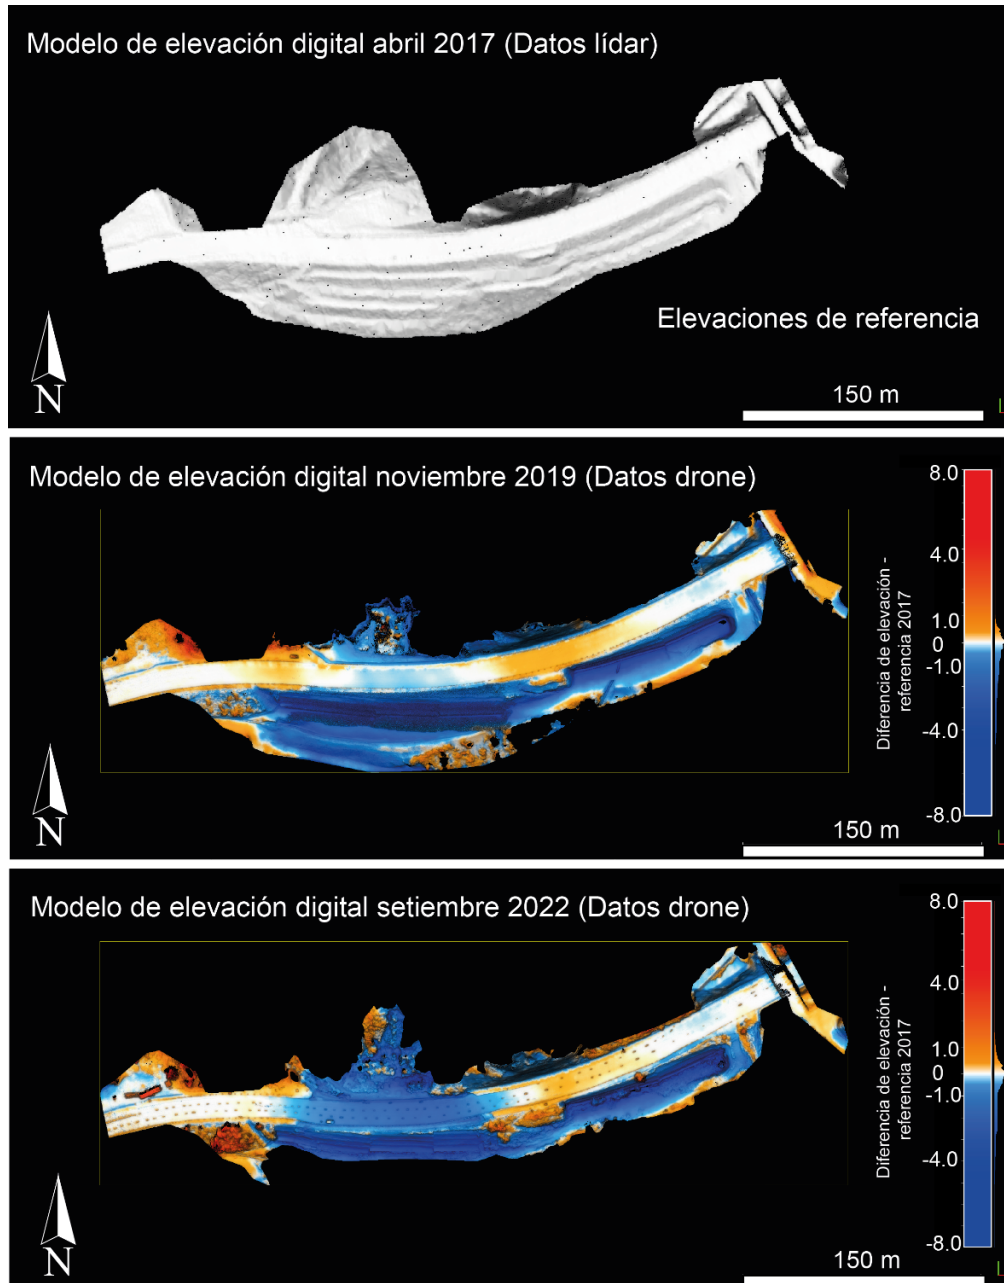 Modelo de elevación digital abril 2017 (Datos lídar)
Elevaciones de referencia
N
150 m
Modelo de elevación digital noviembre 2019 (Datos drone)
8.0
4.0
1.0
0
-1.0
-4.0
-8.0
Diferencia de elevación -
referencia 2017
N
150 m
Modelo de elevación digital setiembre 2022 (Datos drone)
8.0
4.0
1.0
0
-1.0
-4.0
-8.0
Diferencia de elevación -
referencia 2017
N
150 m